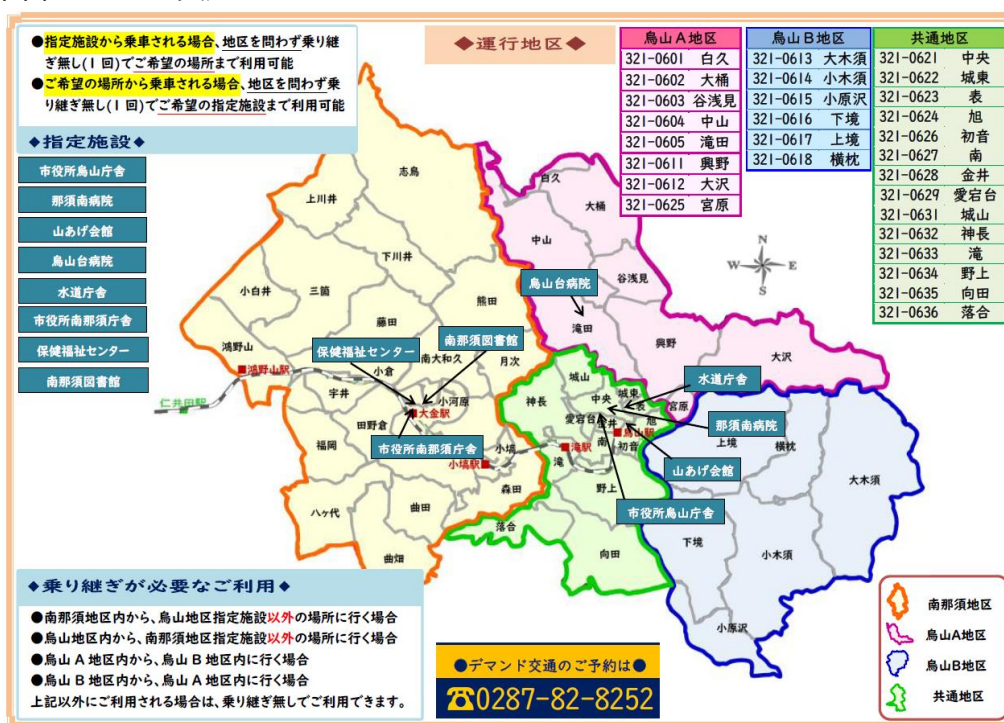 ●指定施設から乗車される場合、地区を問わず乗り継
ぎ無し(1回)でご希望の場所まで利用可能
●ご希望の場所から乗車される場合、地区を問わず乗
り継ぎ無し(1回)でご希望の指定施設まで利用可能
◆指定施設◆
市役所烏山庁舎
那須南病院
山あげ会館
烏山台病院
水道庁舎
市役所南那須庁舎
保健福祉センター
南那須図書館
◆運行地区◆
烏山A地区
321-0601 白久
321-0602 大桶
321-0603 谷浅見
321-0604 中山
321-0605 滝田
321-0611 興野
321-0612 大沢
321-0625 宮原
烏山B地区
321-0613 大木須
321-0614 小木須
321-0615 小原沢
321-0616 下境
321-0617 上境
321-0618 横枕
共通地区
321-0621 中央
321-0622 城東
321-0623 表
321-0624 旭
321-0626 初音
321-0627 南
321-0628 金井
321-0629 愛宕台
321-0631 城山
321-0632 神長
321-0633 滝
321-0634 野上
321-0635 向田
321-0636 落合
N
W E
S
志鳥
上川井
下川井
小白井
三箇
熊田
藤田
鴻野山
鴻野山駅
仁井田駅
南大和久
月次
小倉
宇井
小河原
大金駅
田野倉
福岡
小塙
小塙駅
森田
八ヶ代
曲田
曲畑
保健福祉センター
南那須図書館
市役所南那須庁舎
白久
大桶
中山
谷浅見
烏山台病院
滝田
興野
大沢
宮原
城山
神長
中央
城東
表
旭
愛宕台
井
烏山駅
南
初音
滝駅
滝
野上
落合
向田
水道庁舎
那須南病院
山あげ会館
市役所烏山庁舎
上境
横枕
大木須
下境
小木須
小原沢
◆乗り継ぎが必要なご利用◆
●南那須地区内から、烏山地区指定施設以外の場所に行く場合
●烏山地区内から、南那須地区指定施設以外の場所に行く場合
●烏山A地区内から、烏山B地区内に行く場合
●烏山B地区内から、烏山A地区内に行く場合
上記以外にご利用される場合は、乗り継ぎ無しでご利用できます。
●デマンド交通のご予約は●
☎0287-82-8252
南那須地区
烏山A地区
烏山B地区
共通地区